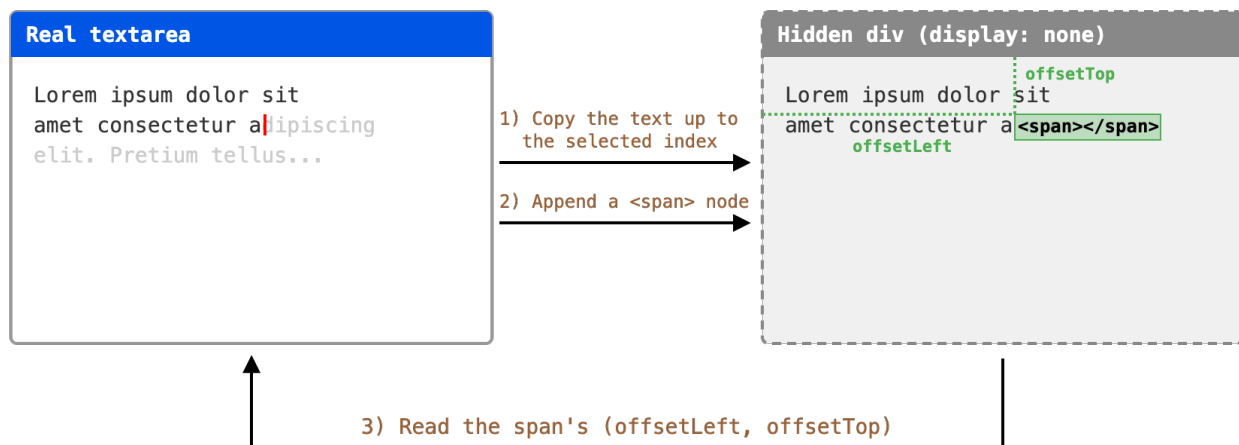 Real textarea
Lorem ipsum dolor sit
amet consectetur adipiscing
elit. Pretium tellus...
1) Copy the text up to
the selected index
2) Append a <span> node
Hidden div (display: none)
offsetTop
Lorem ipsum dolor sit
amet consectetur a<span></span>
offsetLeft
3) Read the span's (offsetLeft, offsetTop)